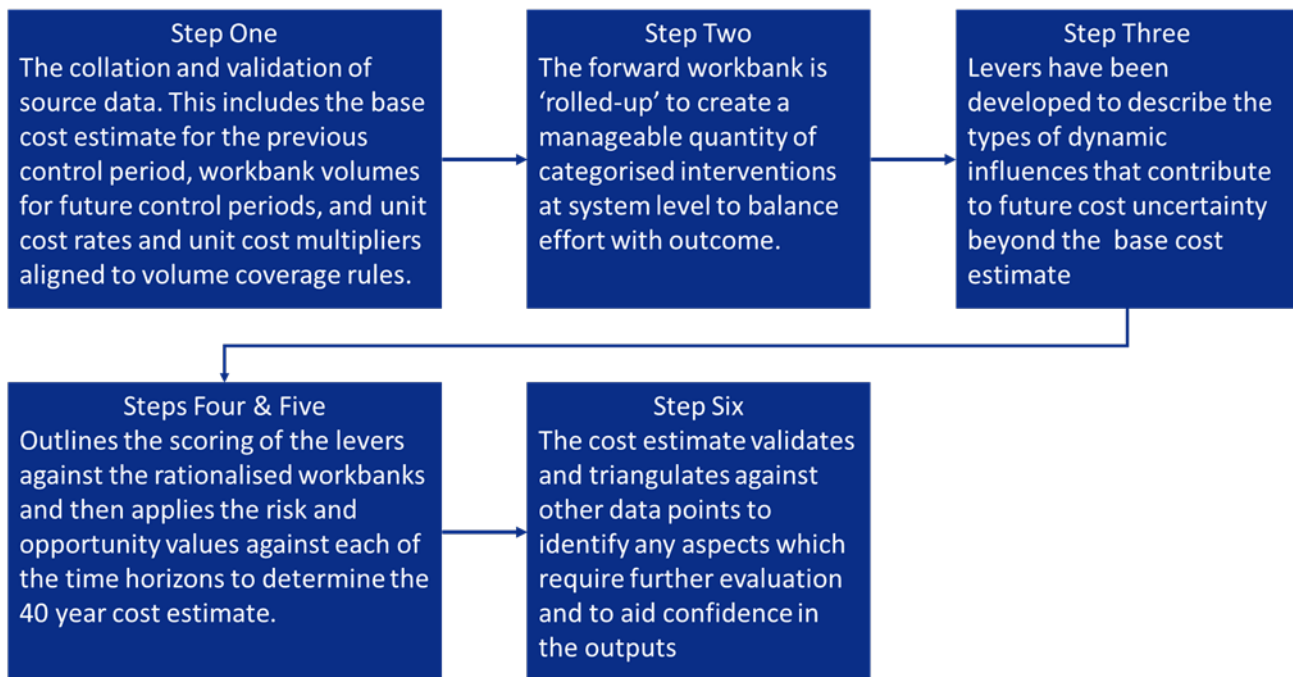 Step One
The collation and validation of
source data. This includes the base
cost estimate for the previous
control period, workbank volumes
for future control periods, and unit
cost rates and unit cost multipliers
aligned to volume coverage rules.
Step Two
The forward workbank is
‘rolled-up’ to create a
manageable quantity of
categorised interventions
at system level to balance
effort with outcome.
Step Three
Levers have been
developed to describe the
types of dynamic
influences that contribute
to future cost uncertainty
beyond the  base cost
estimate
Steps Four & Five
Outlines the scoring of the levers
against the rationalised workbanks
and then applies the risk and
opportunity values against each of
the time horizons to determine the
40 year cost estimate.
Step Six
The cost estimate validates
and triangulates against
other data points to
identify any aspects which
require further evaluation
and to aid confidence in
the outputs